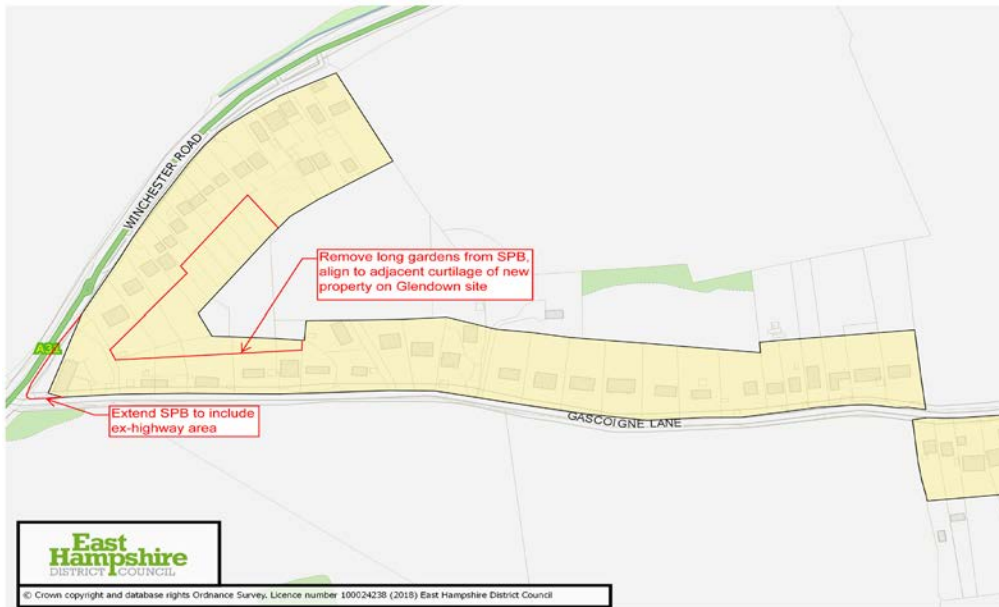 WINCHESTER ROAD
Remove long gardens from SPB,
align to adjacent curtilage of new
property on Glendown site
A31
Extend SPB to include
ex-highway area
GASCOIGNE LANE
East
Hampshire
DISTRICT COUNCIL
© Crown copyright and database rights Ordnance Survey. Licence number 100024238 (2018) East Hampshire District Council